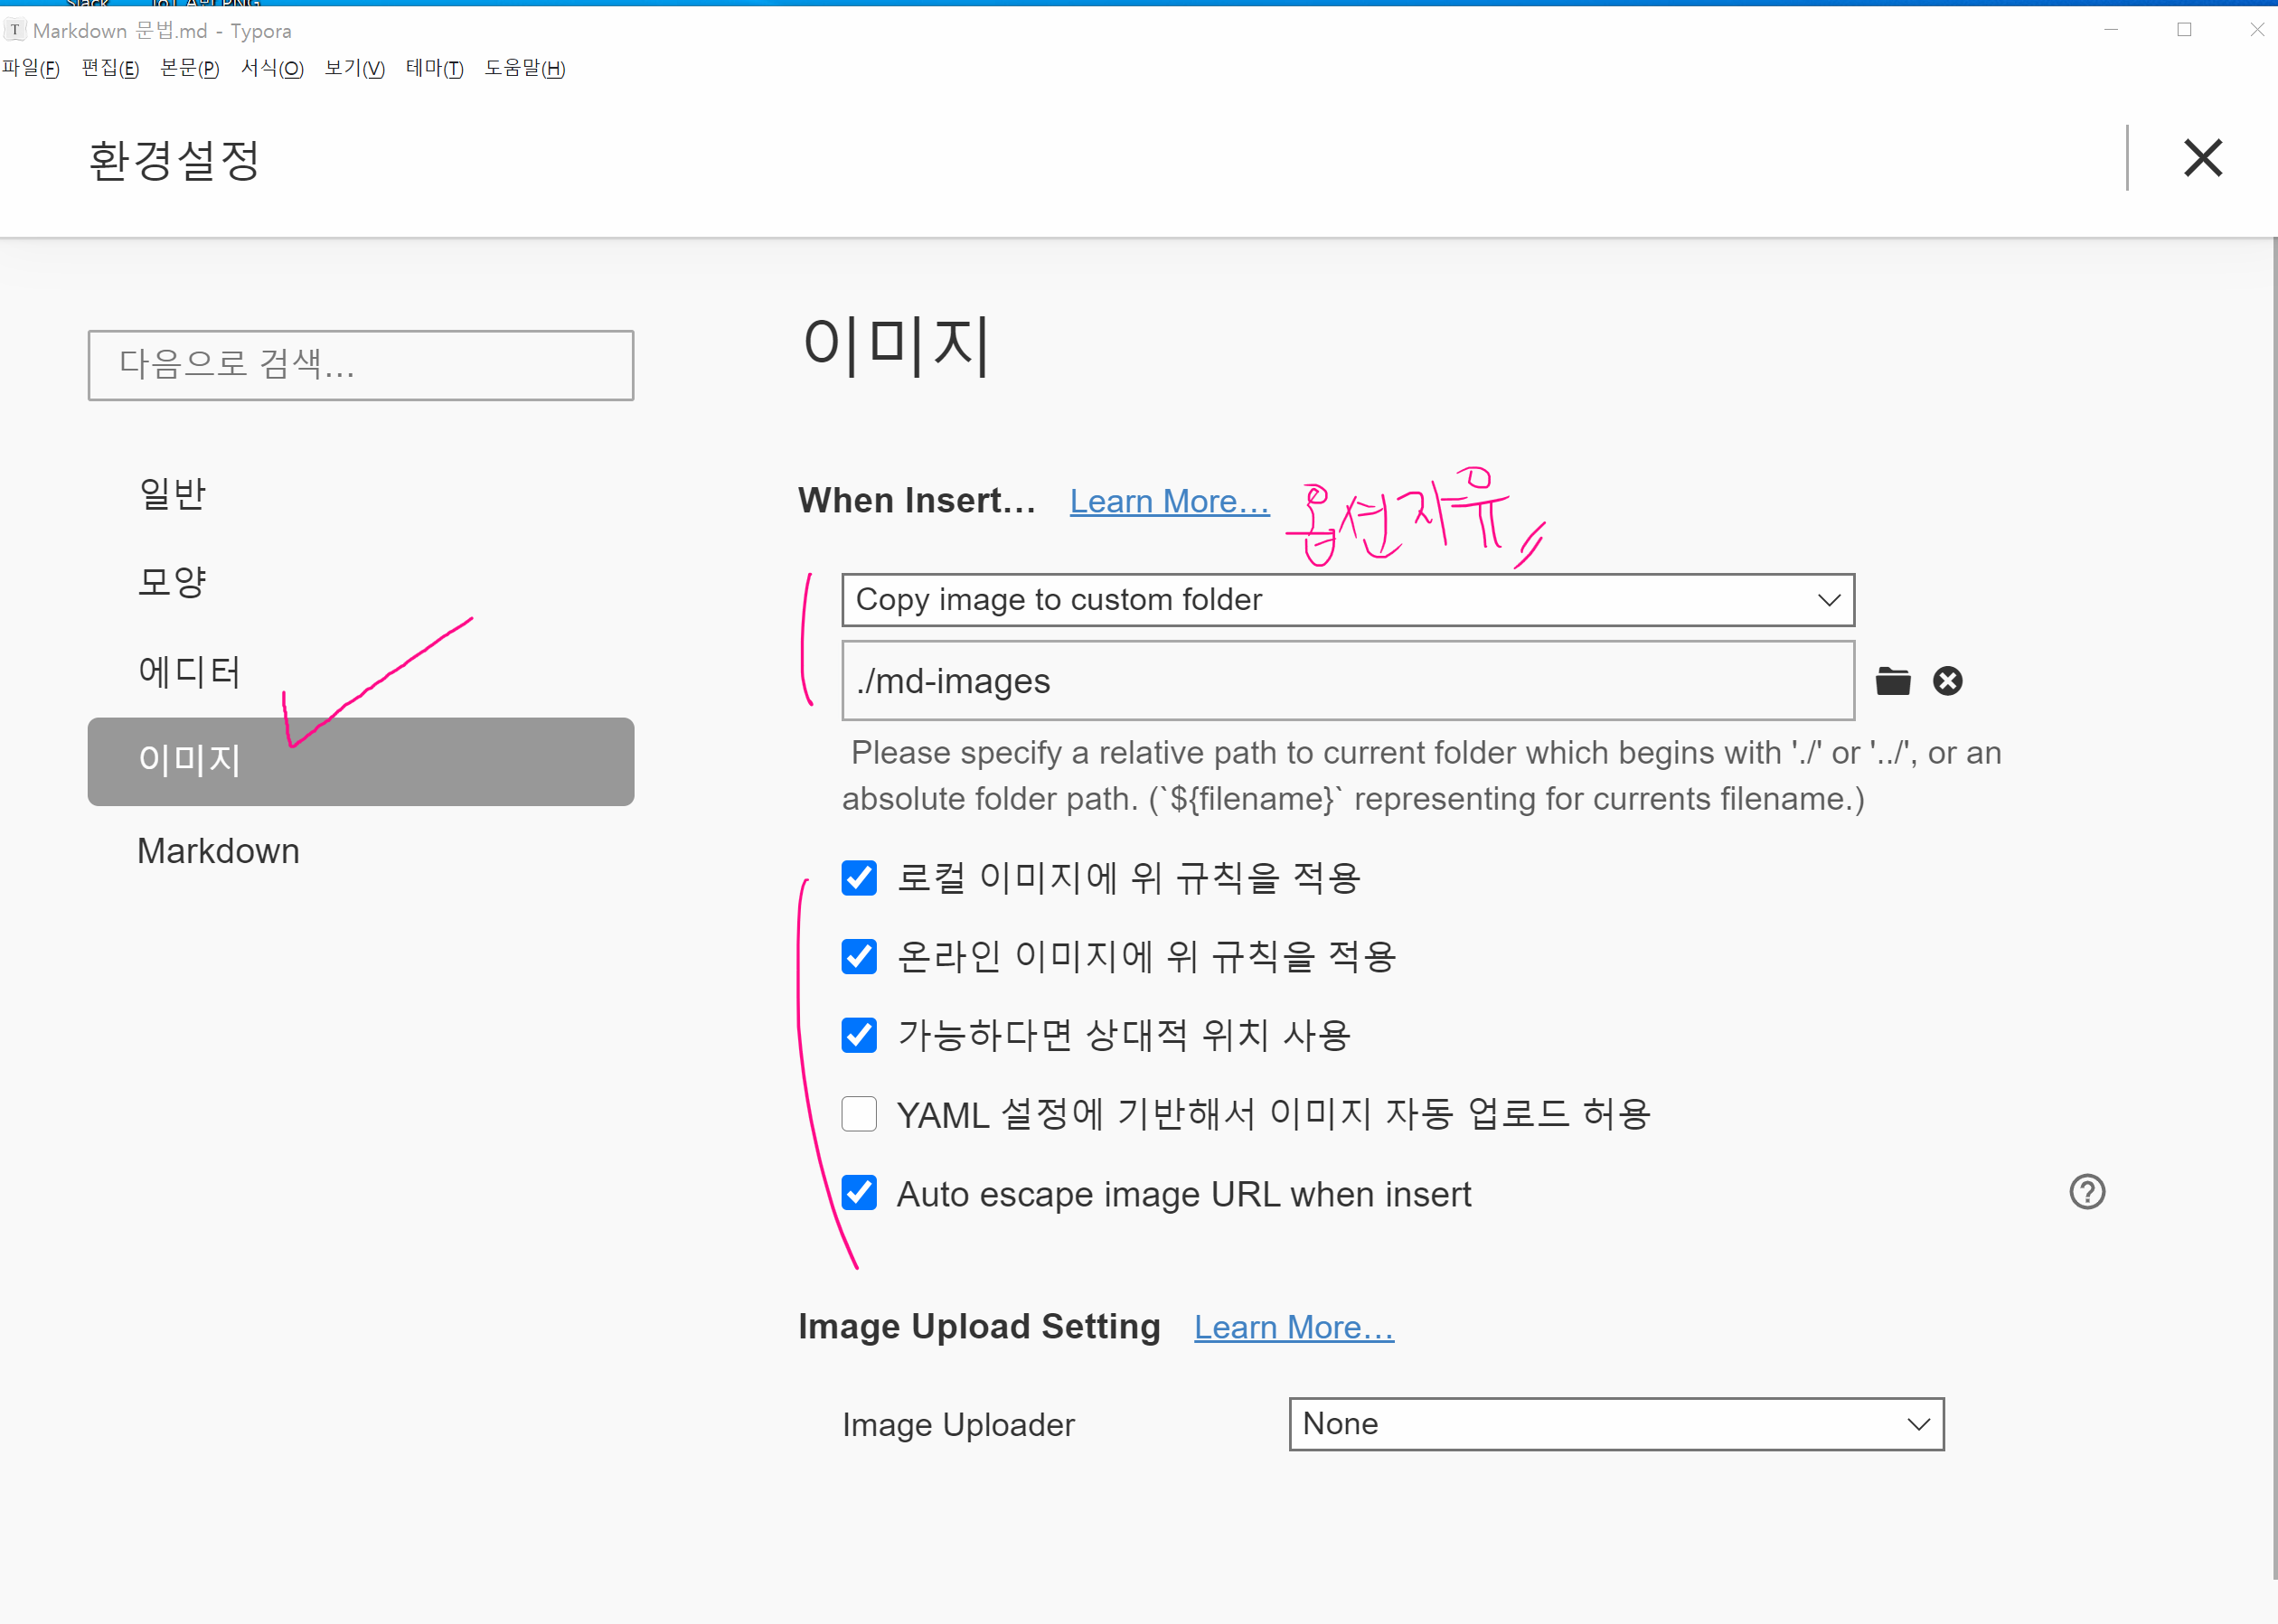 Slack
Markdown 문법.md - Typora
파일(F) 편집(E) 본문(P) 서식(O) 보기(V) 테마(T) 도움말(H)
환경설정
다음으로 검색...
일반
모양
에디터
이미지
Markdown
이미지
When Insert... Learn More... 옵션자유
Copy image to custom folder
./md-images
Please specify a relative path to current folder which begins with './' or '../', or an
absolute folder path. (`${filename}` representing for currents filename.)
로컬 이미지에 위 규칙을 적용
온라인 이미지에 위 규칙을 적용
가능하다면 상대적 위치 사용
YAML 설정에 기반해서 이미지 자동 업로드 허용
Auto escape image URL when insert
Image Upload Setting Learn More...
Image Uploader None